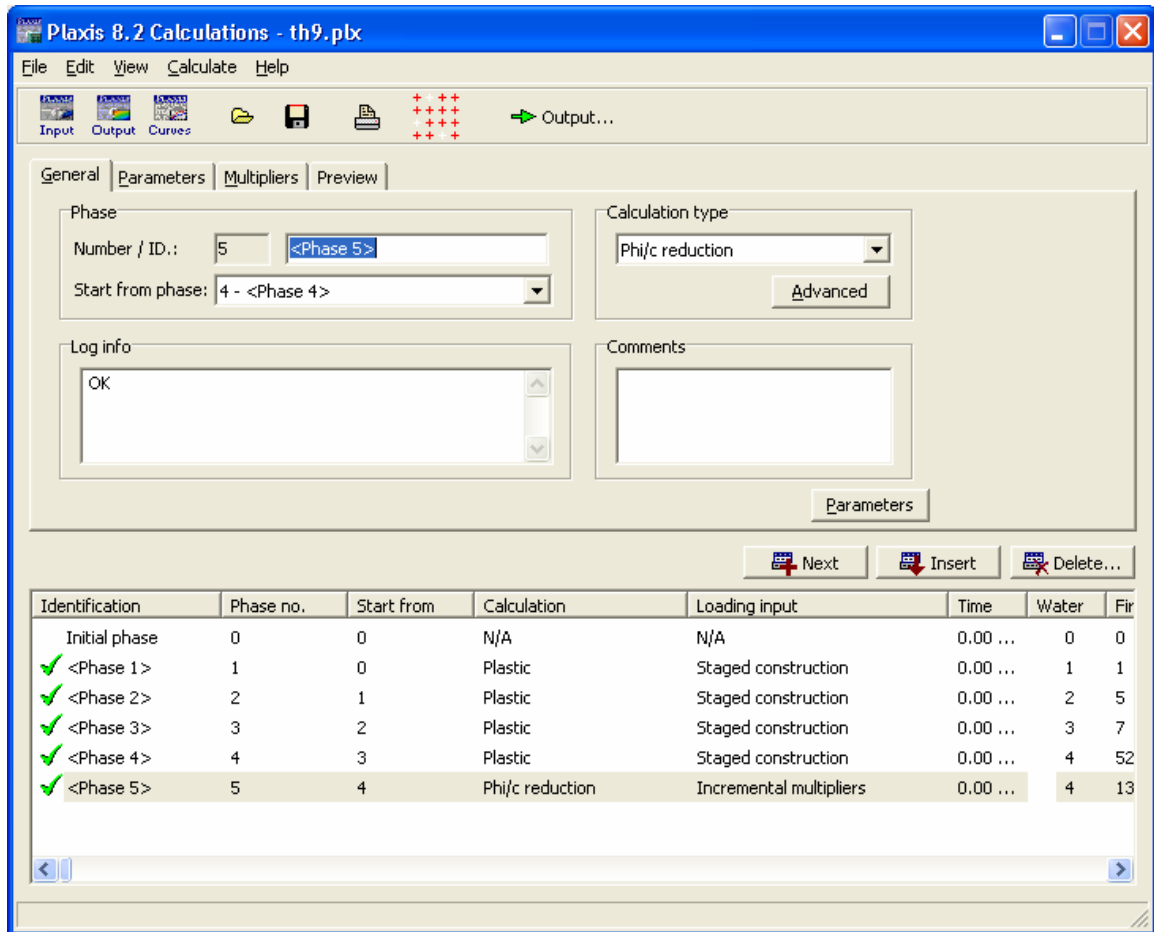 Plaxis 8.2 Calculations - th9.plx
File Edit View Calculate Help
Input Output Curves Output...
General Parameters Multipliers Preview
Phase
Number / ID.: 5 <Phase 5>
Start from phase: 4 - <Phase 4>
Calculation type
Phi/c reduction
Advanced
Log info
OK
Comments
Parameters
Next Insert Delete...
Identification Phase no. Start from Calculation Loading input Time Water Fir
Initial phase 0 0 N/A N/A 0.00 ... 0 0
<Phase 1> 1 0 Plastic Staged construction 0.00 ... 1 1
<Phase 2> 2 1 Plastic Staged construction 0.00 ... 2 5
<Phase 3> 3 2 Plastic Staged construction 0.00 ... 3 7
<Phase 4> 4 3 Plastic Staged construction 0.00 ... 4 52
<Phase 5> 5 4 Phi/c reduction Incremental multipliers 0.00 ... 4 13